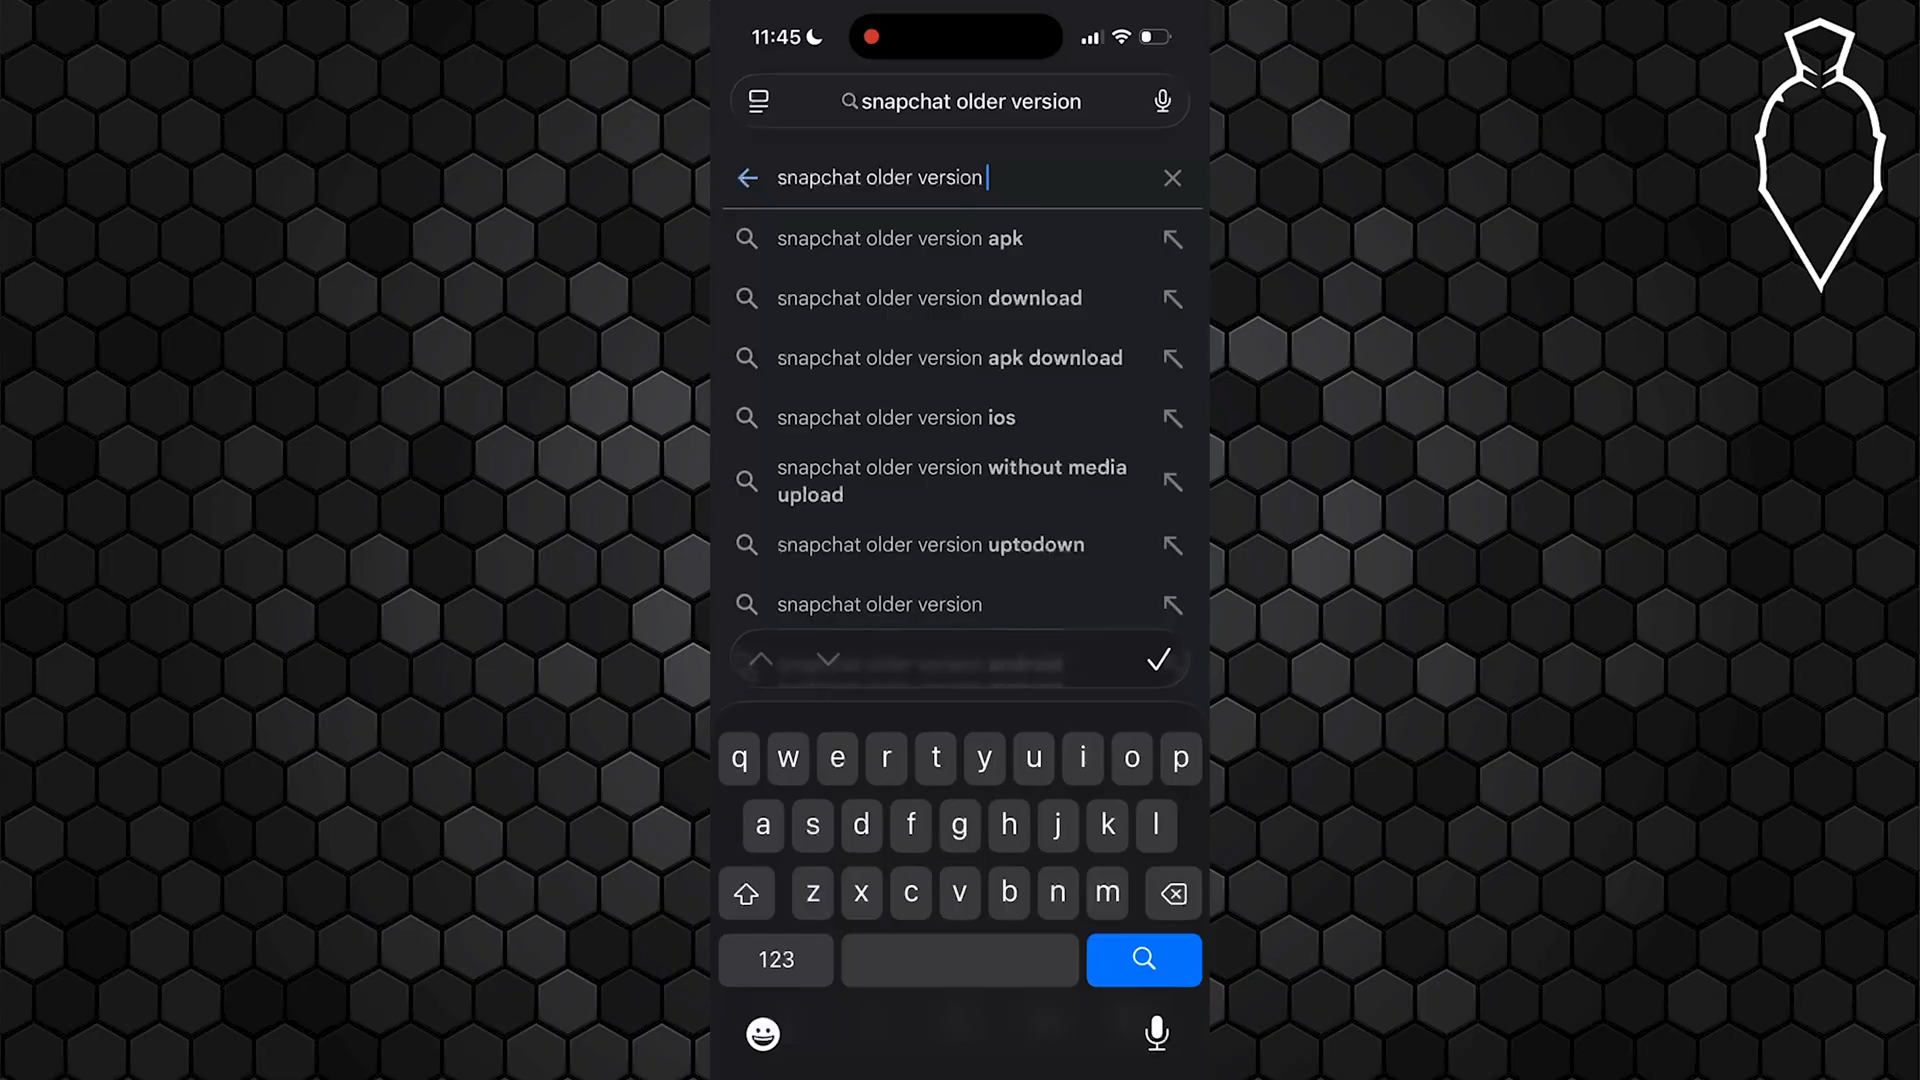 11:45
snapchat older version
snapchat older version
snapchat older version apk
snapchat older version download
snapchat older version apk download
snapchat older version ios
snapchat older version without media
upload
snapchat older version uptodown
snapchat older version
q w e r t y u i o p
a s d f g h j k l
z x c v b n m
123